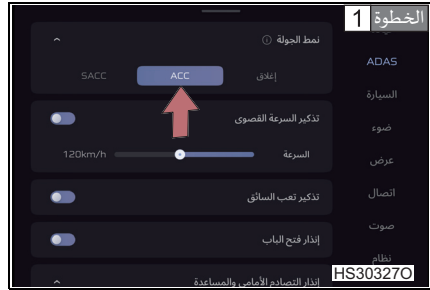 الخطوة 1
نمط الجولة
إغلاق ACC SACC
تذكير السرعة القصوى
السرعة 120km/h
تذكير تعب السائق
إنذار فتح الباب
إنذار التصادم الأمامي والمساعدة
ADAS
السيارة
ضوء
عرض
اتصال
صوت
نظام
HS30327O